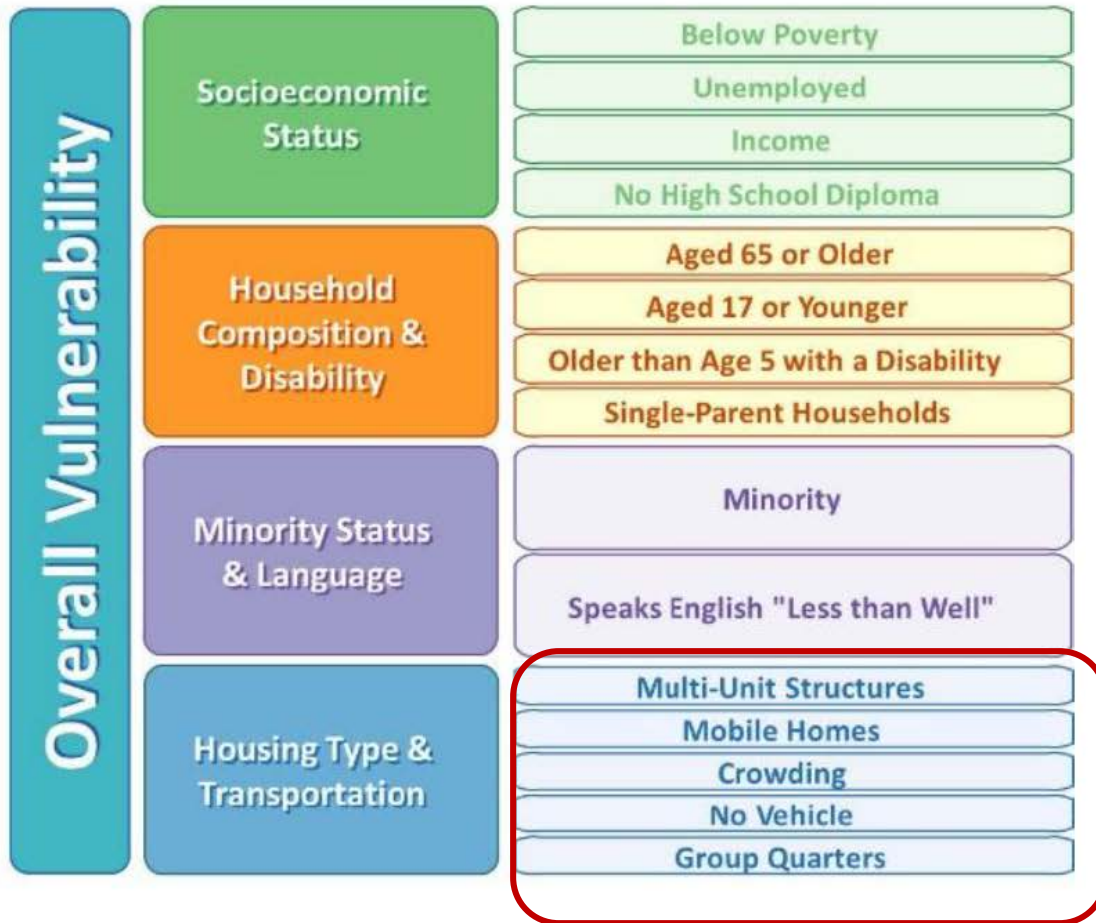 Overall Vulnerability
Socioeconomic
Status
Below Poverty
Unemployed
Income
No High School Diploma
Household
Composition &
Disability
Aged 65 or Older
Aged 17 or Younger
Older than Age 5 with a Disability
Single-Parent Households
Minority Status
& Language
Minority
Speaks English "Less than Well"
Housing Type &
Transportation
Multi-Unit Structures
Mobile Homes
Crowding
No Vehicle
Group Quarters